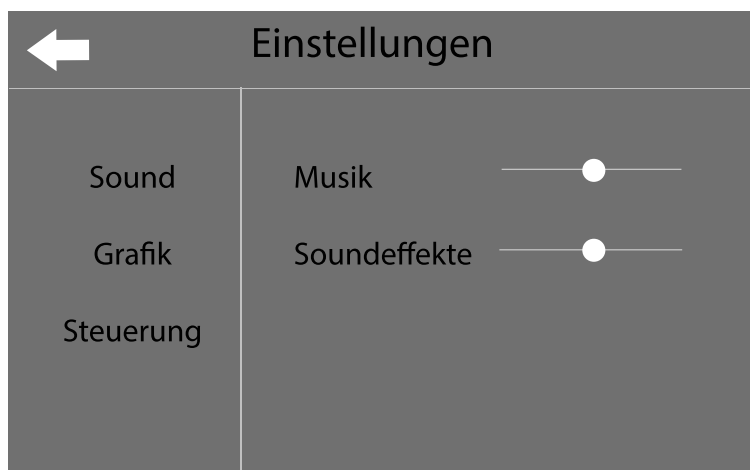 Einstellungen
Sound
Grafik
Steuerung
Musik
Soundeffekte